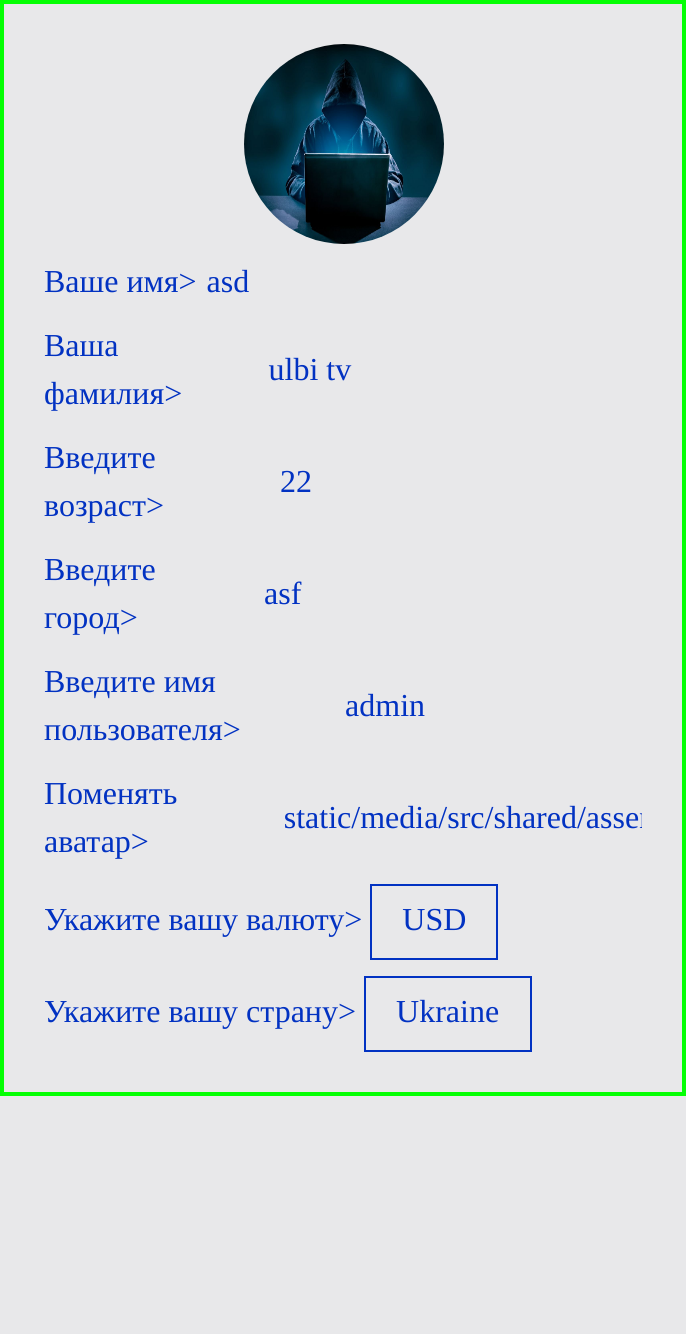 Ваше имя> asd
Ваша
фамилия>
ulbi tv
Введите
возраст>
22
Введите
город>
asf
Введите имя
пользователя>
admin
Поменять
аватар>
static/media/src/shared/asse
Укажите вашу валюту> USD
Укажите вашу страну> Ukraine